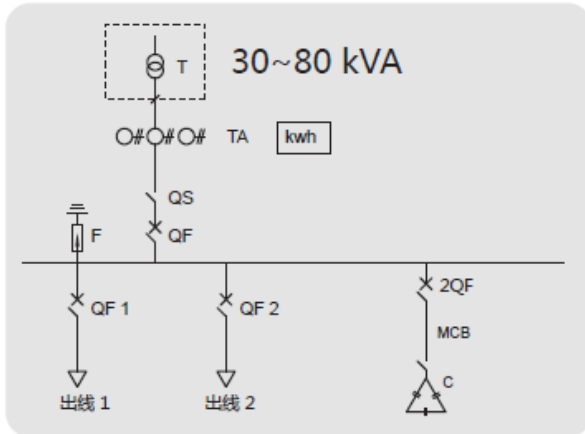 T
30~80 kVA
TA
kwh
QS
F
QF
QF 1
QF 2
2QF
MCB
C
出线 1
出线 2